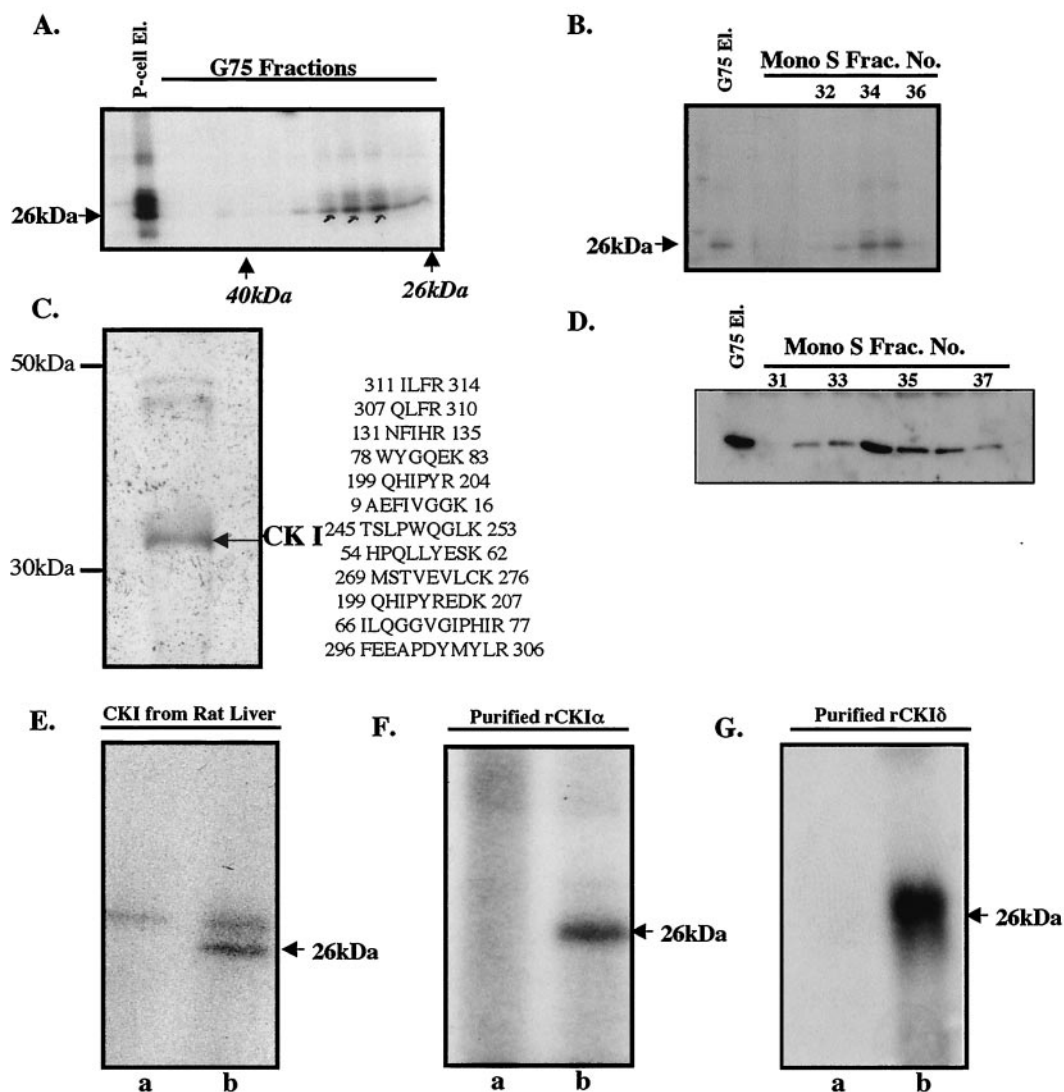 A.
P-cell El.
G75 Fractions
26kDa
40kDa
26kDa
B.
G75 El.
Mono S Frac. No.
32 34 36
26kDa
C.
50kDa
30kDa
CK I
311 ILFR 314
307 QLFR 310
131 NFIHR 135
78 WYGQEK 83
199 QHIPYR 204
9 AEFIVGGK 16
245 TSLPWQGLK 253
54 HPQLLYESK 62
269 MSTVEVLCK 276
199 QHIPYREDK 207
66 ILQGGVGIPHIR 77
296 FEEAPDYMYLR 306
D.
G75 El.
Mono S Frac. No.
31 33 35 37
E.
CKI from Rat Liver
26kDa
a b
F.
Purified rCKIα
26kDa
a b
G.
Purified rCKIδ
26kDa
a b